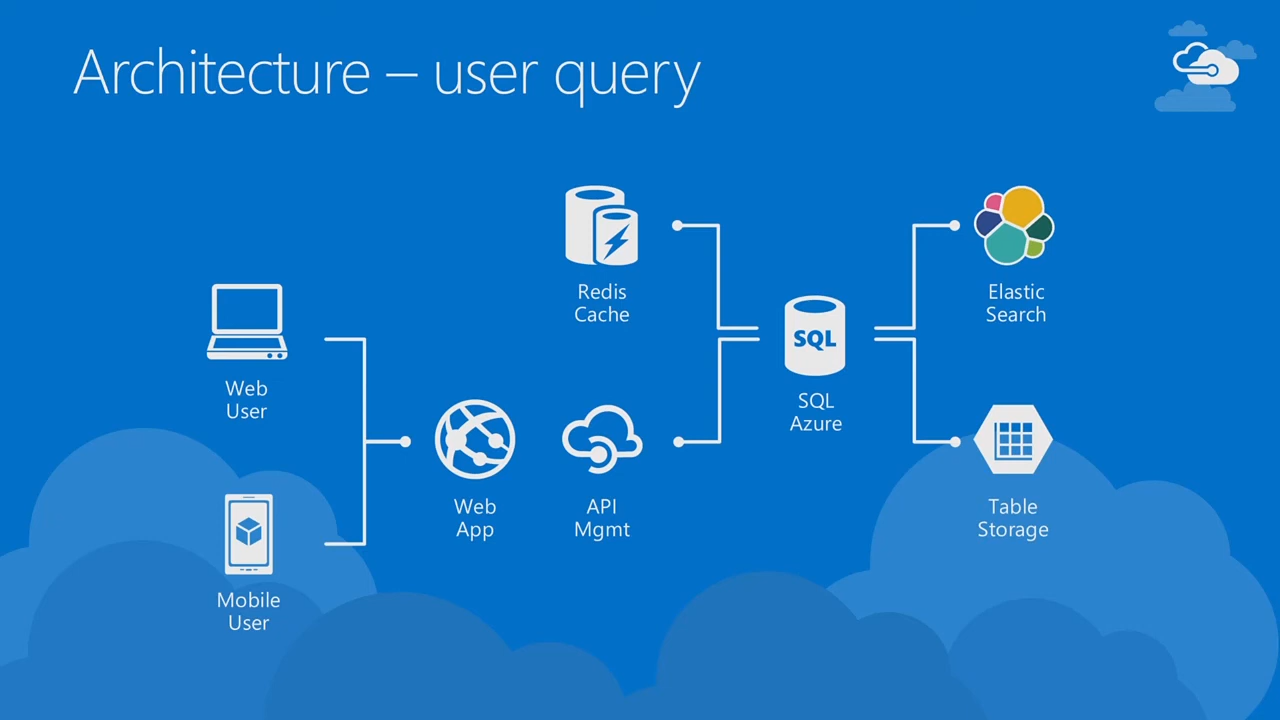 Architecture – user query
Redis
Cache
Elastic
Search
Web
User
SQL
SQL
Azure
Web
App
API
Mgmt
Table
Storage
Mobile
User